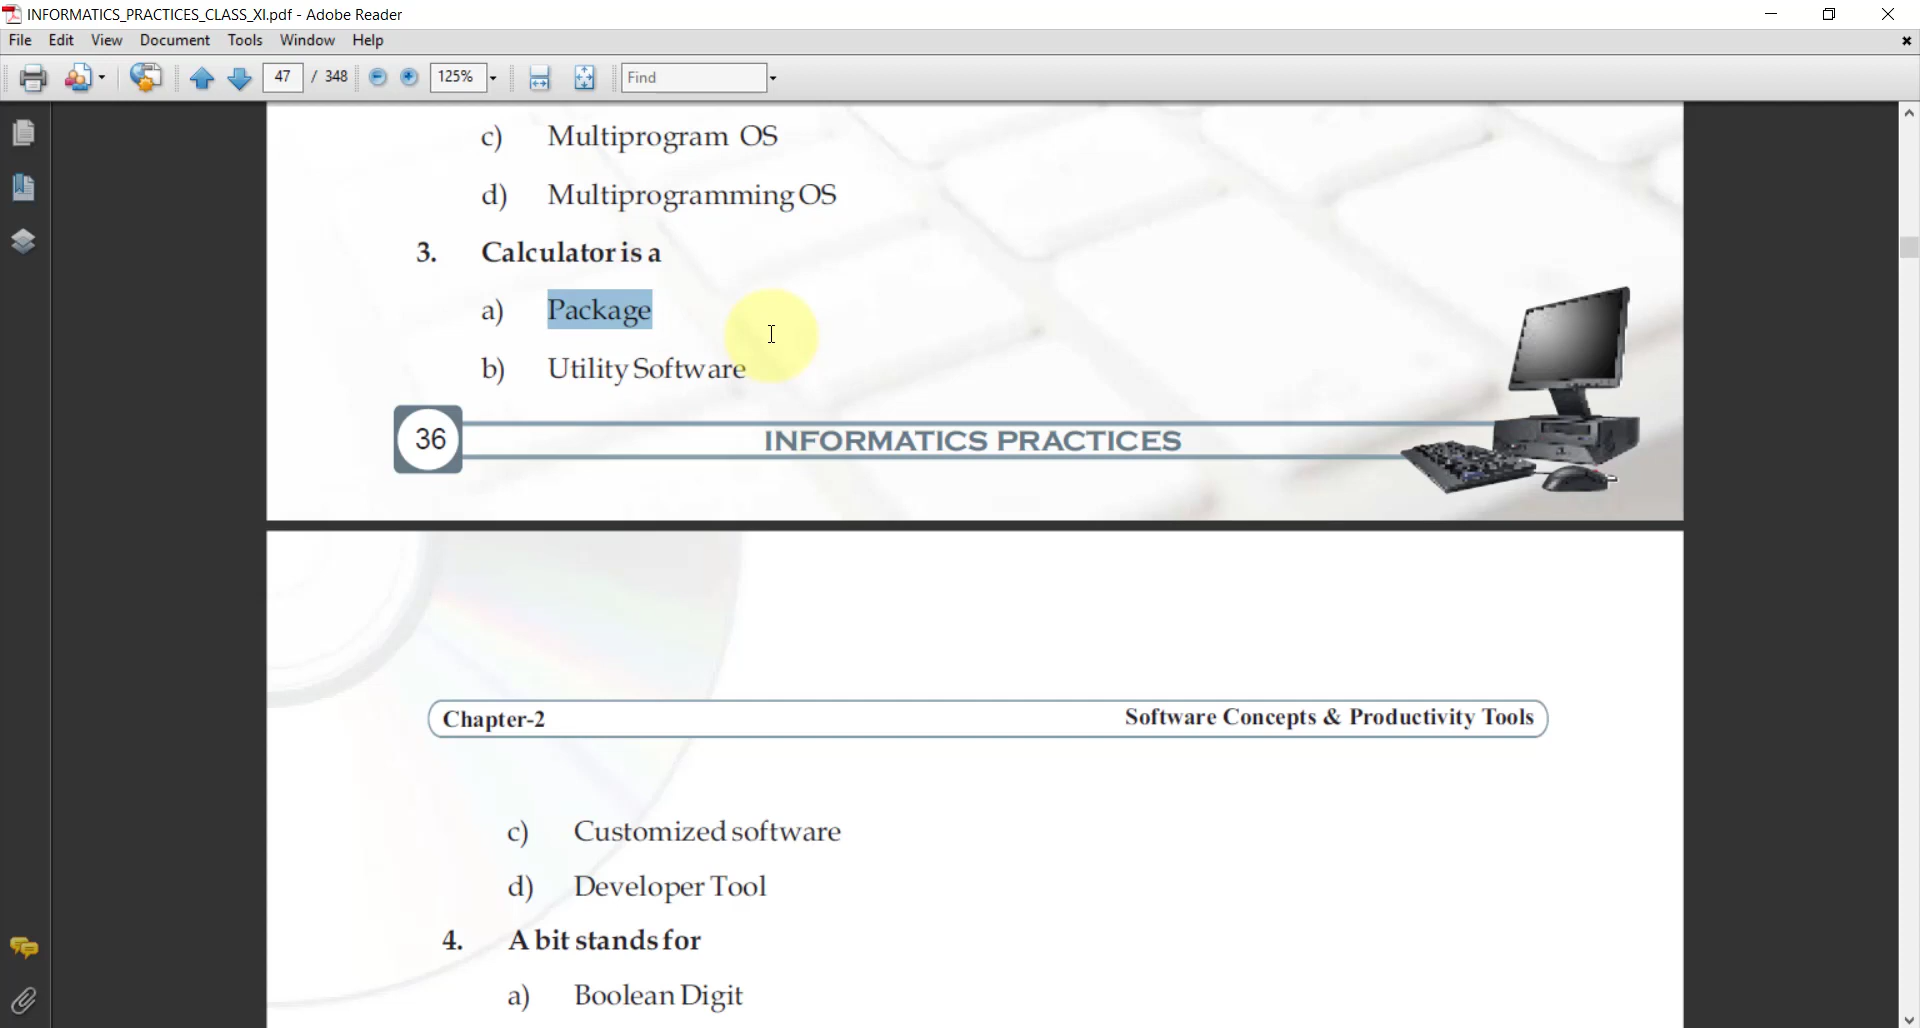 INFORMATICS_PRACTICES_CLASS_XI.pdf - Adobe Reader
File Edit View Document Tools Window Help
47 / 348 125% Find
c) Multiprogram OS
d) Multiprogramming OS
3. Calculator is a
a) Package
b) Utility Software
36 INFORMATICS PRACTICES
Chapter-2 Software Concepts & Productivity Tools
c) Customized software
d) Developer Tool
4. A bit stands for
a) Boolean Digit